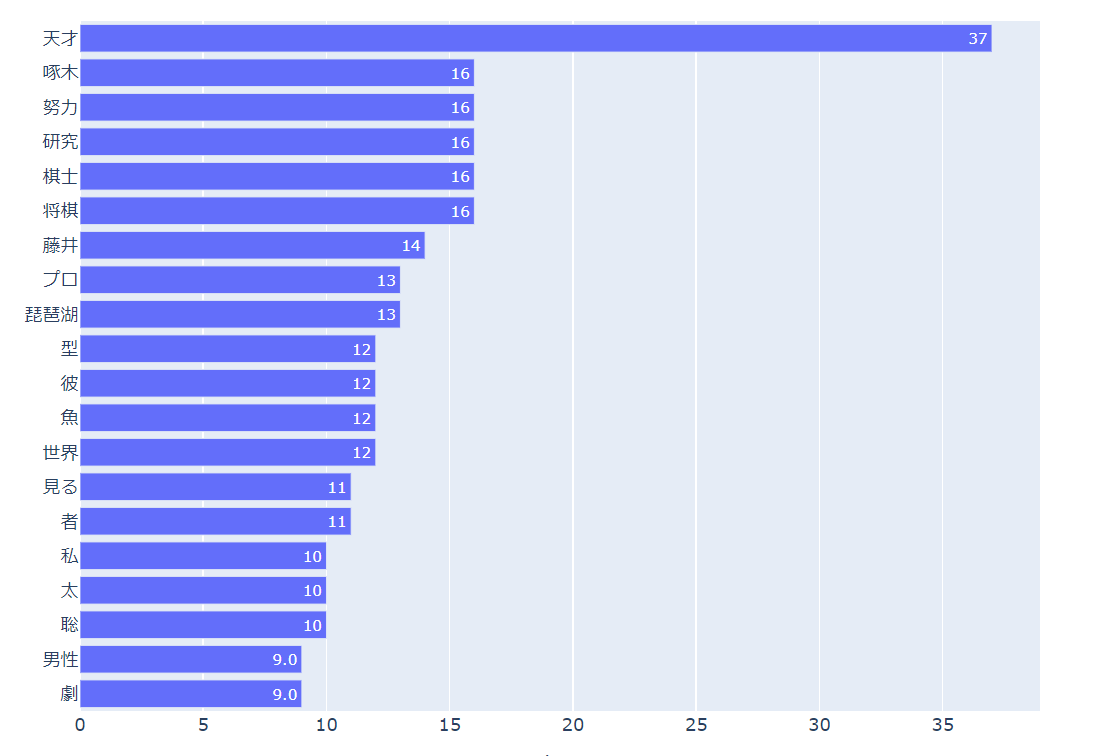 天才 37
啄木 16
努力 16
研究 16
棋士 16
将棋 16
藤井 14
プロ 13
琵琶湖 13
型 12
彼 12
魚 12
世界 12
見る 11
者 11
私 10
太 10
聡 10
男性 9.0
劇 9.0
0 5 10 15 20 25 30 35